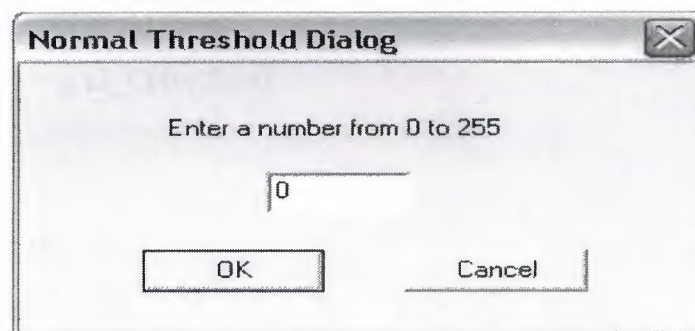 Normal Threshold Dialog
Enter a number from 0 to 255
0
OK
Cancel